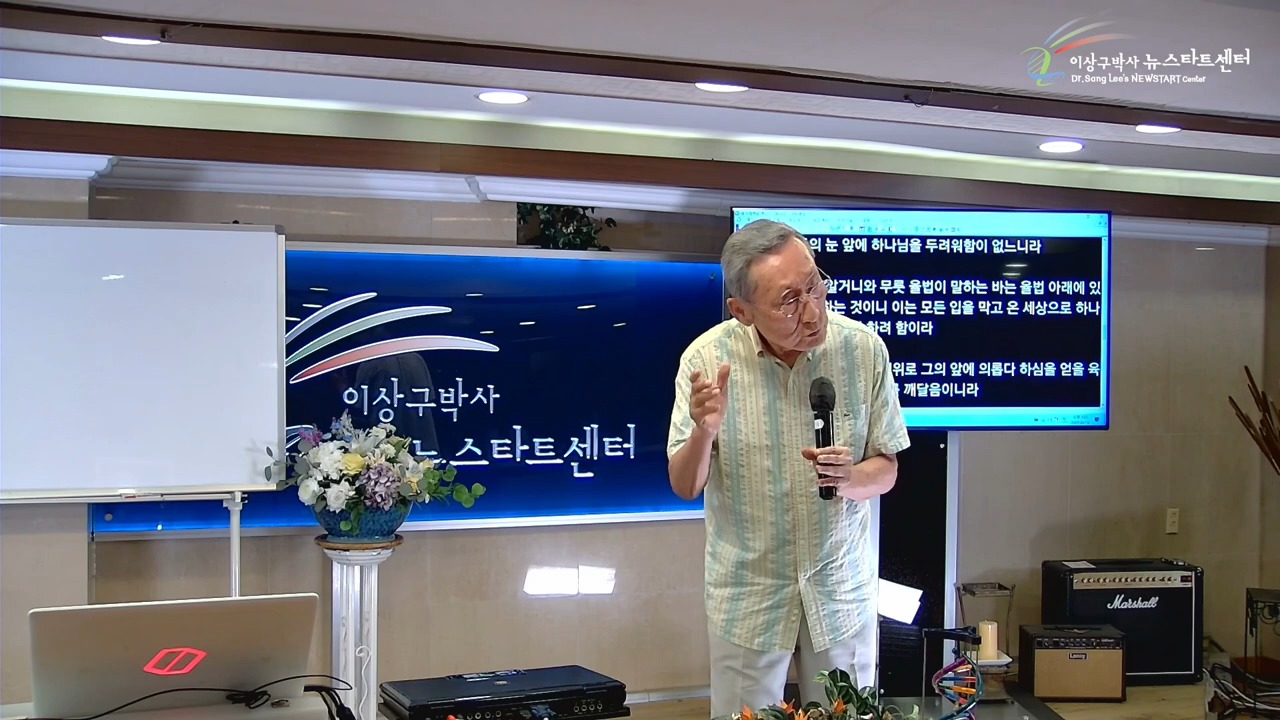 이상구박사 뉴스타트센터
Dr. Sang Lee's NEWSTART Center
의 눈 앞에 하나님을 두려워함이 없느니라
알거니와 무릇 율법이 말하는 바는 율법 아래에 있
하는 것이니 이는 모든 입을 막고 온 세상으로 하나
하려 함이라
위로 그의 앞에 의롭다 하심을 얻을 육
깨달음이니라
이상구박사
뉴스타트센터
Marshall
Laney